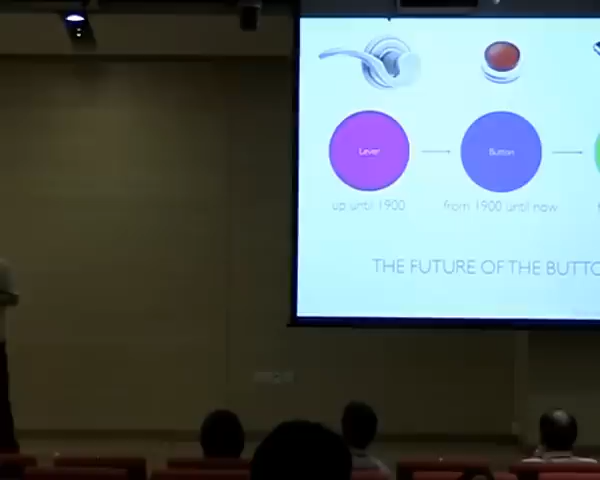 Lever
Button
up until 1900
from 1900 until now
THE FUTURE OF THE BUTTO